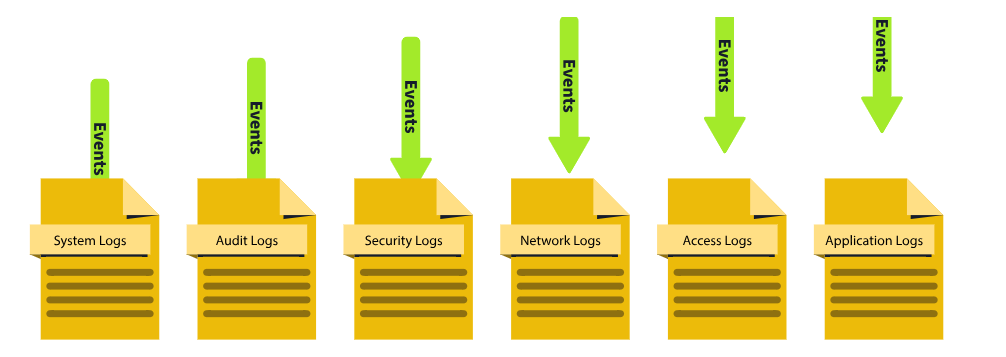 Events
Events
Events
Events
Events
Events
System Logs
Audit Logs
Security Logs
Network Logs
Access Logs
Application Logs